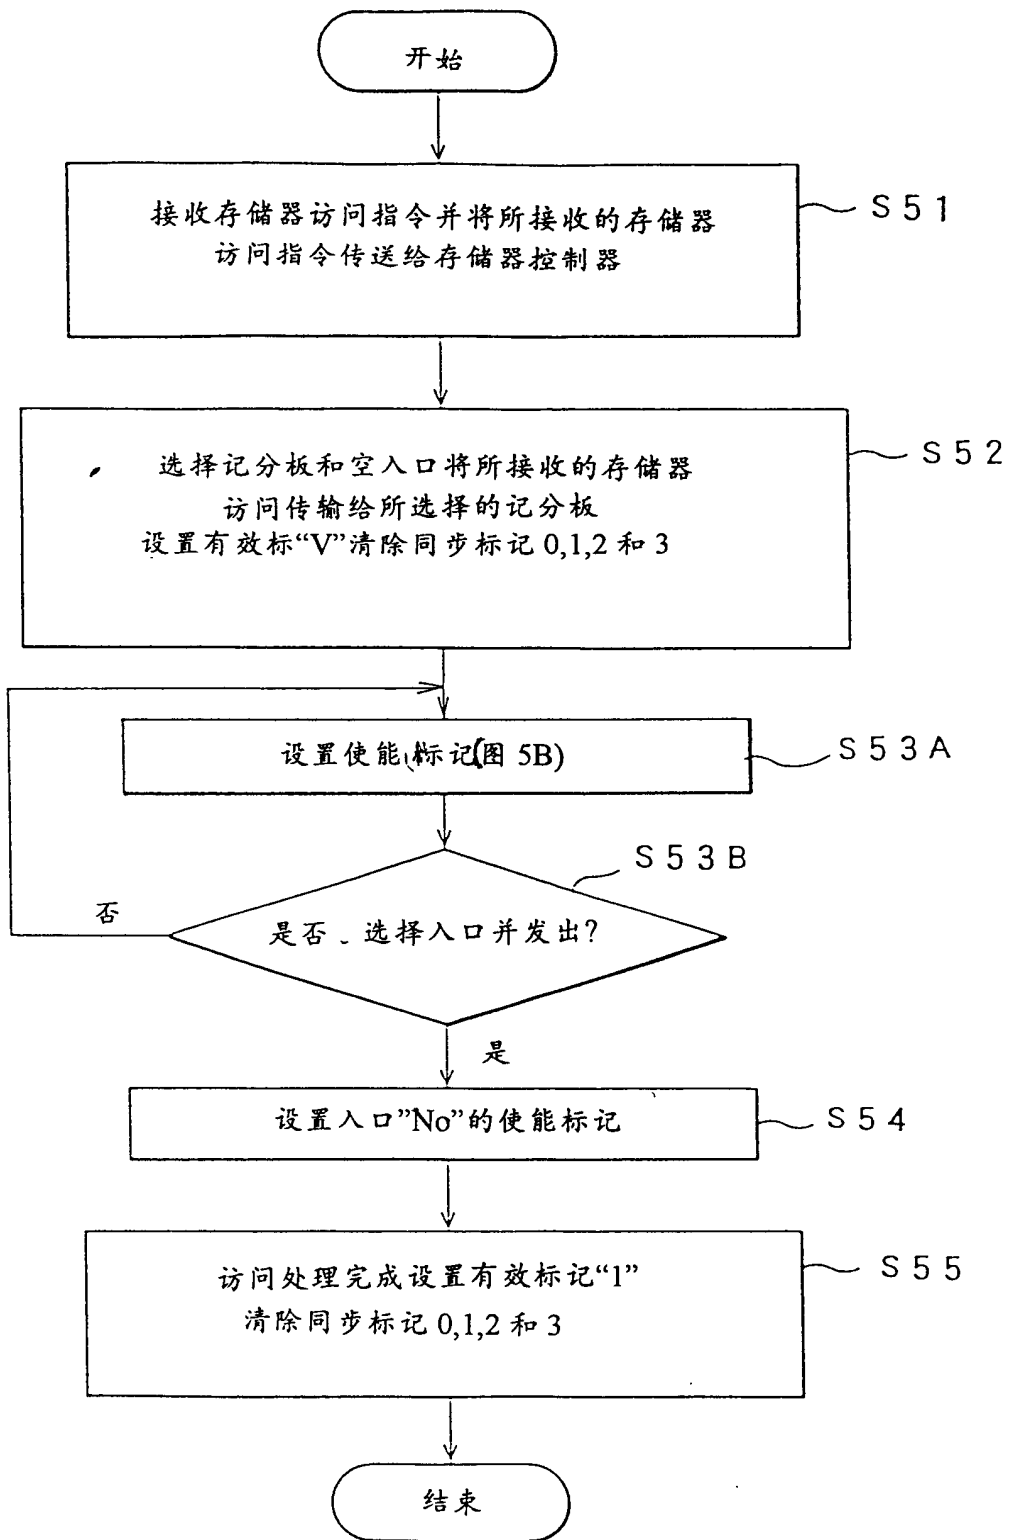 开始
接收存储器访问指令并将所接收的存储器
访问指令传送给存储器控制器
S51
选择记分板和空入口将所接收的存储器
访问传输给所选择的记分板
设置有效标“V”清除同步标记 0,1,2 和 3
S52
设置使能标记(图 5B)
S53A
S53B
否
是否、选择入口并发出?
是
设置入口”No”的使能标记
S54
访问处理完成设置有效标记“1”
清除同步标记 0,1,2 和 3
S55
结束